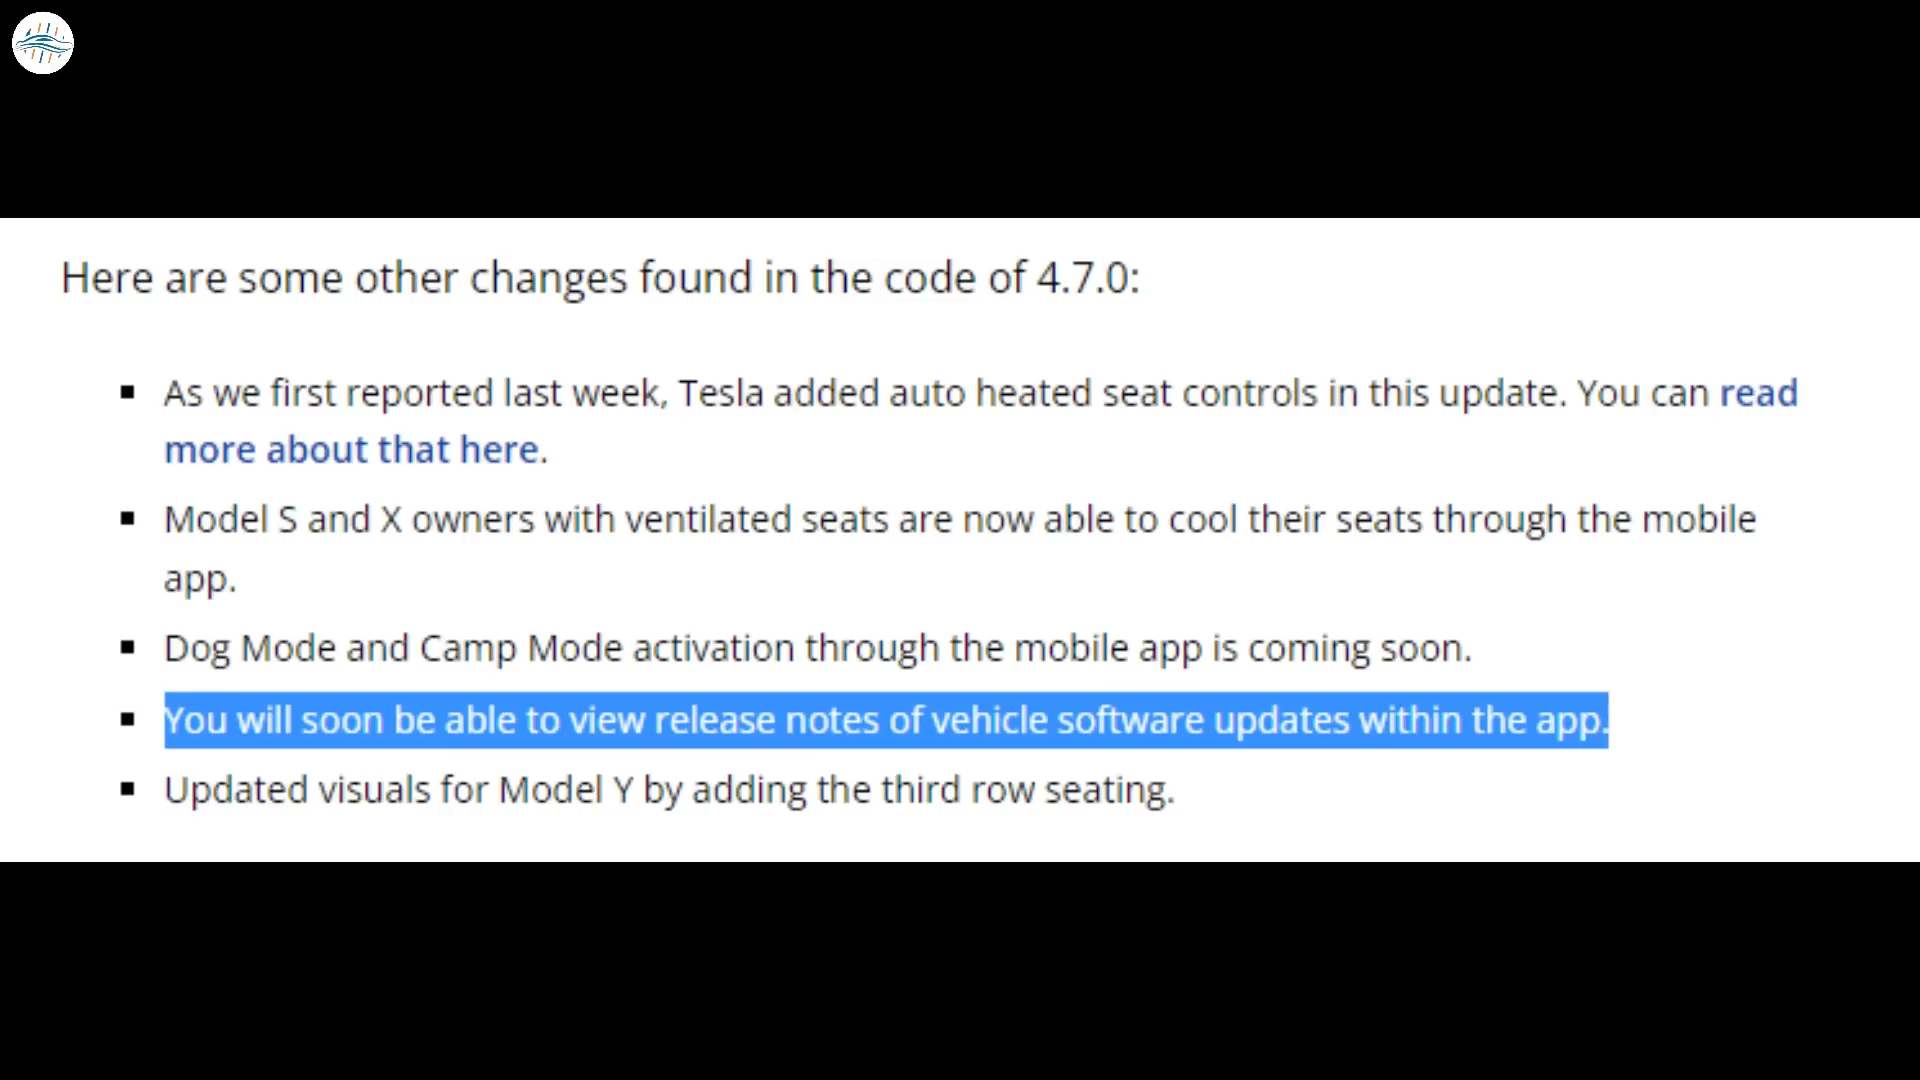 Here are some other changes found in the code of 4.7.0:
As we first reported last week, Tesla added auto heated seat controls in this update. You can read
more about that here.
Model S and X owners with ventilated seats are now able to cool their seats through the mobile
app.
Dog Mode and Camp Mode activation through the mobile app is coming soon.
You will soon be able to view release notes of vehicle software updates within the app.
Updated visuals for Model Y by adding the third row seating.